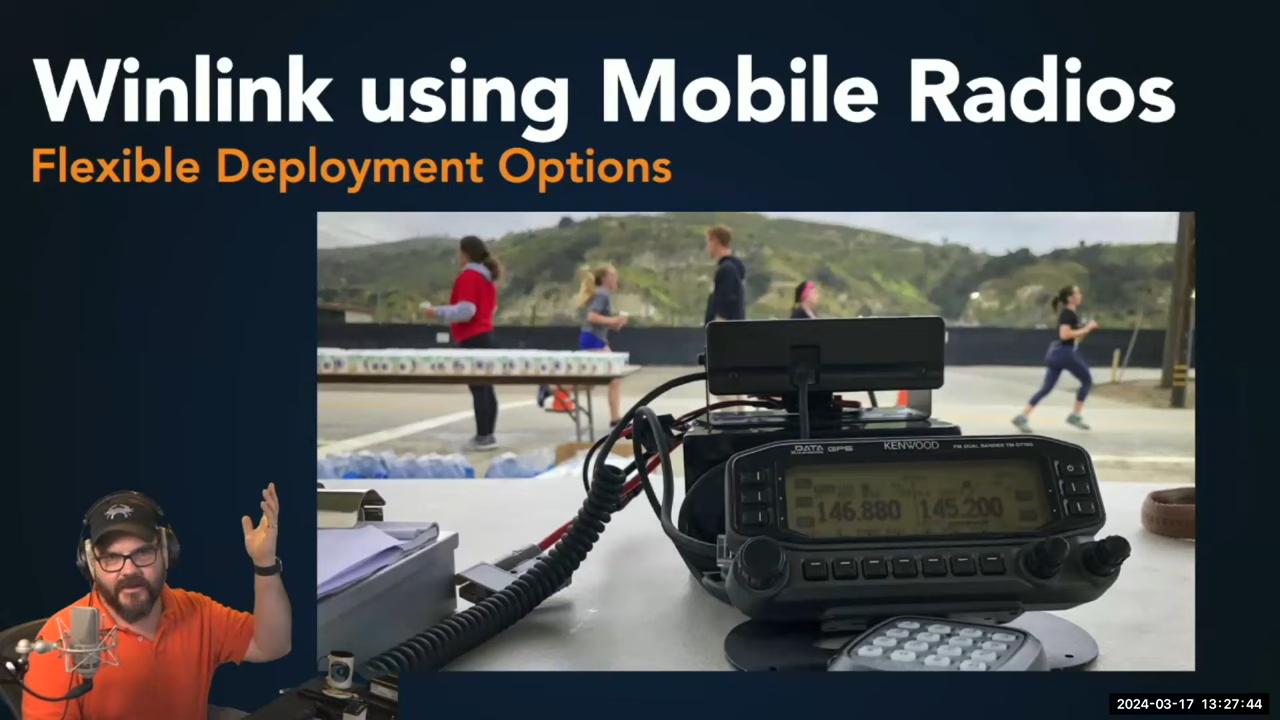 Winlink using Mobile Radios
Flexible Deployment Options
DATA GPS KENWOOD FM DUAL BANDER TM-D710G
146.880 145.200
2024-03-17 13:27:44